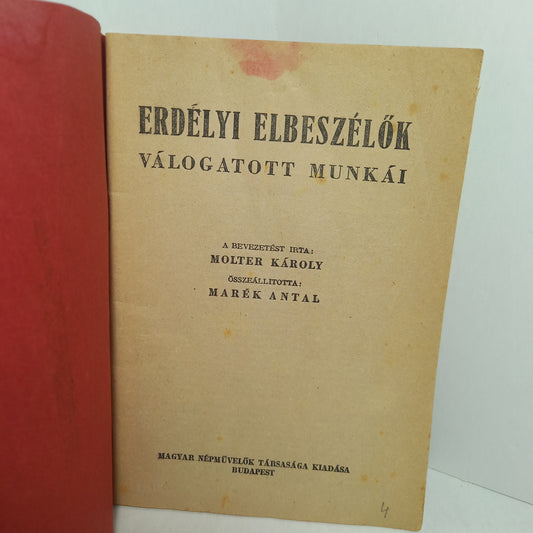 ERDÉLYI ELBESZÉLŐK
VÁLOGATOTT MUNKÁI
A BEVEZETÉST IRTA:
MOLTER KÁROLY
ÖSSZEÁLLITOTTA:
MARÉK ANTAL
MAGYAR NÉPMŰVELŐK TÁRSASÁGA KIADÁSA
BUDAPEST
4